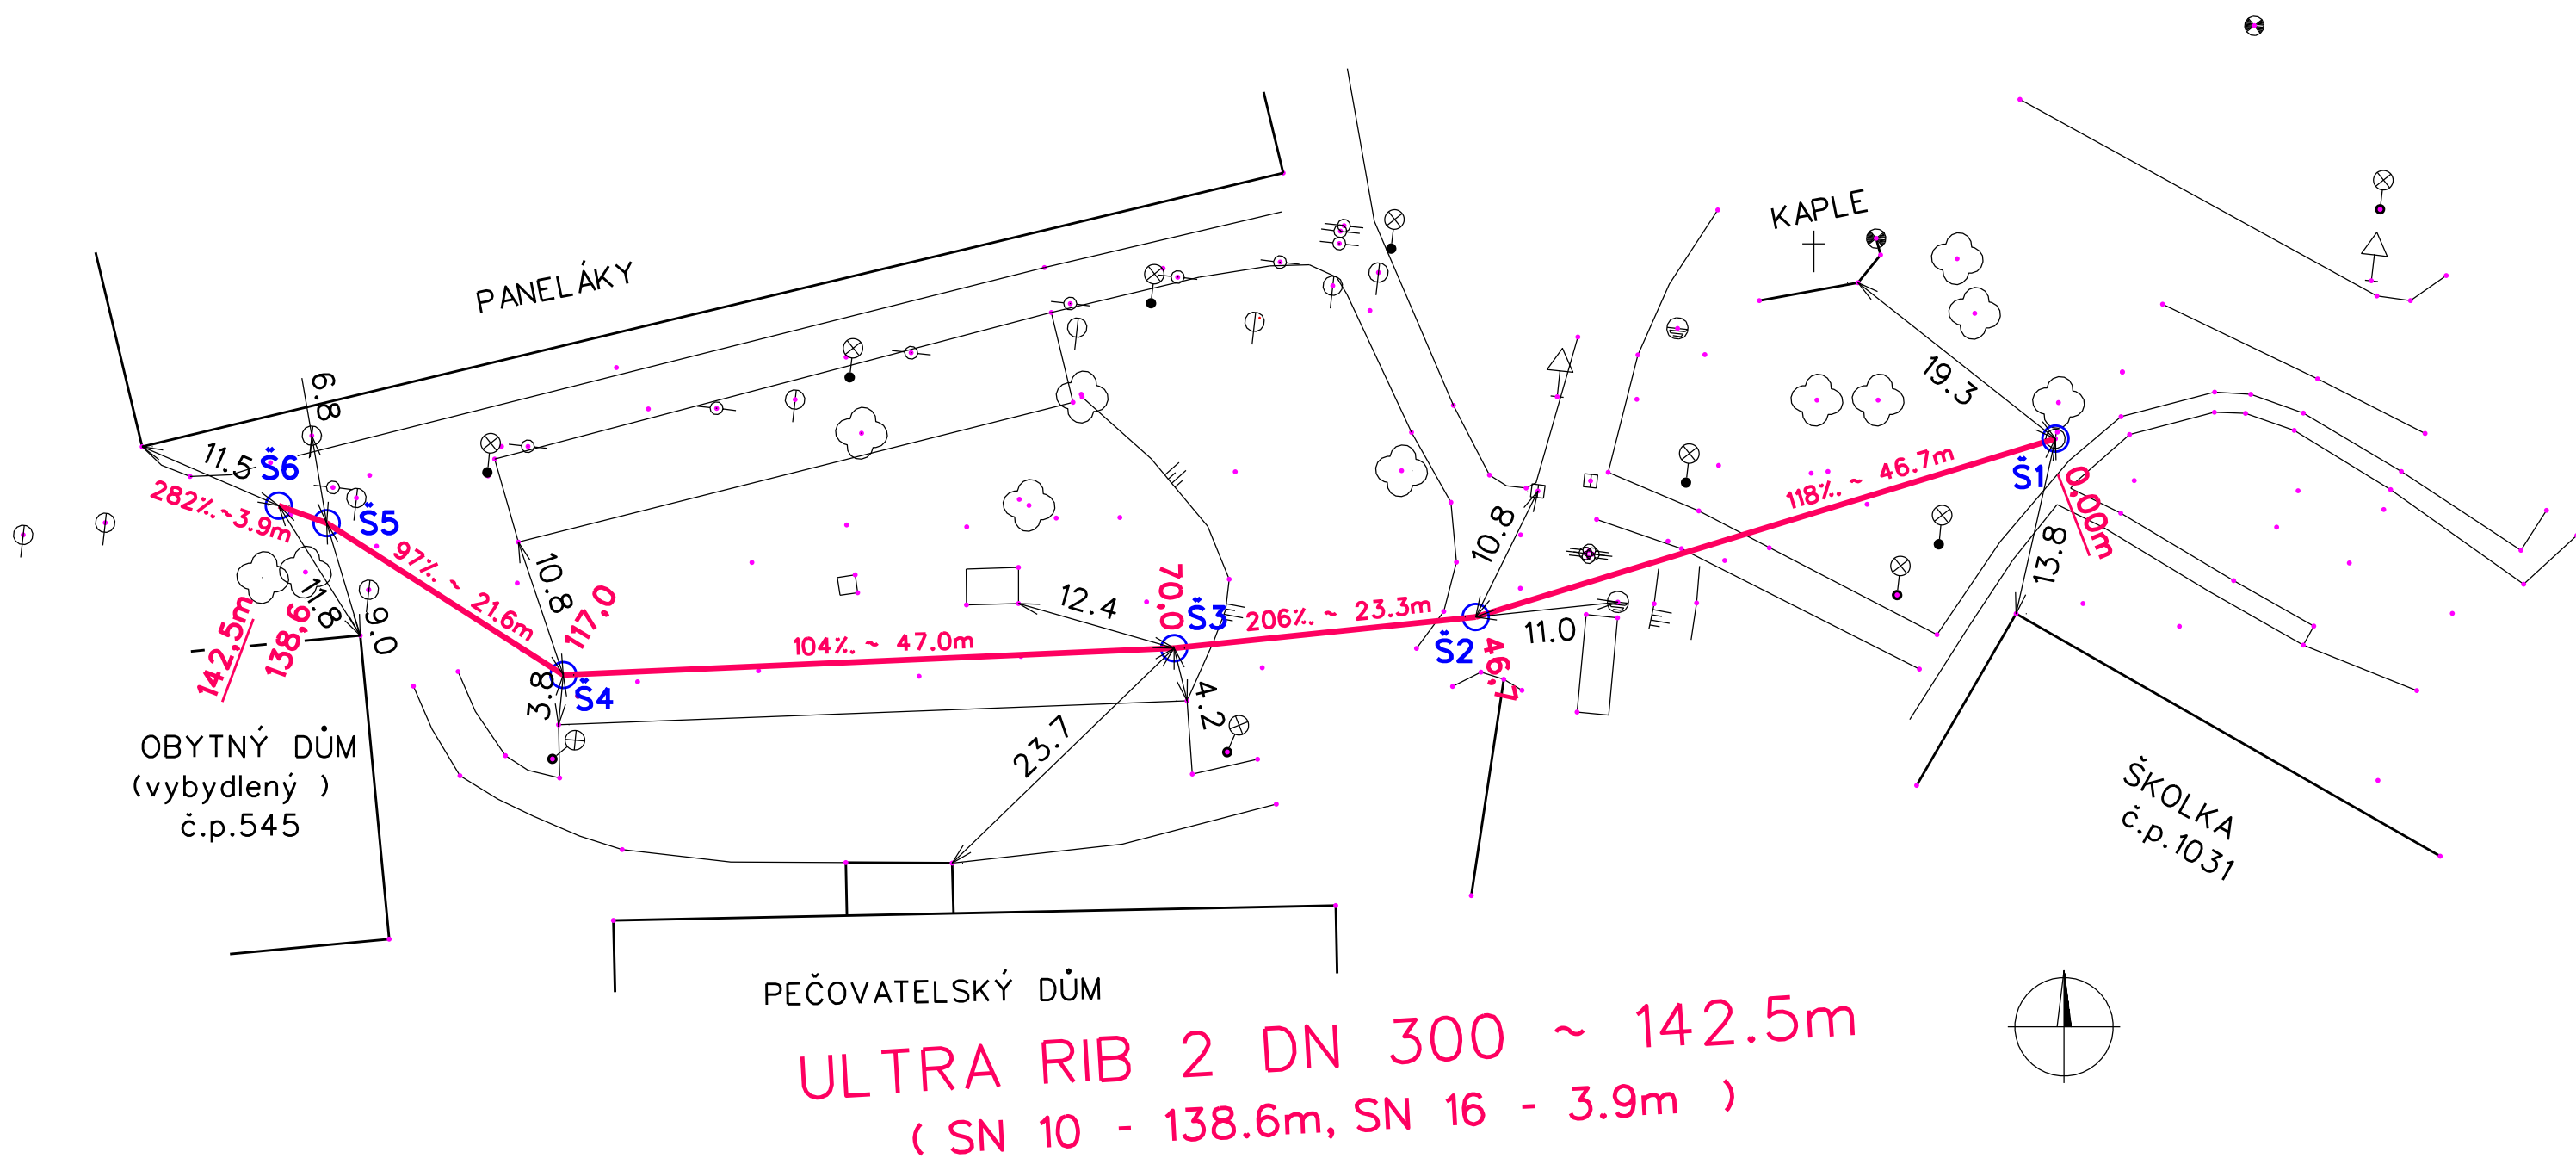 KAPLE
PANELÁKY
19.3
6.8
11.5
Š6
282‰~3.9m
Š5
97‰ ~ 21.6m
118‰ ~ 46.7m
Š1
0,00m
13.8
10.8
10.8
11.8
9.0
142,5m
138,6
117,0
12.4
70,0
Š3
206‰ ~ 23.3m
11.0
Š2
46,7
104‰ ~ 47.0m
3.8
Š4
4.2
23.7
OBYTNÝ DŮM
(vybydlený )
č.p.545
ŠKOLKA
č.p.1031
PEČOVATELSKÝ DŮM
ULTRA RIB 2 DN 300 ~ 142.5m
( SN 10 - 138.6m, SN 16 - 3.9m )